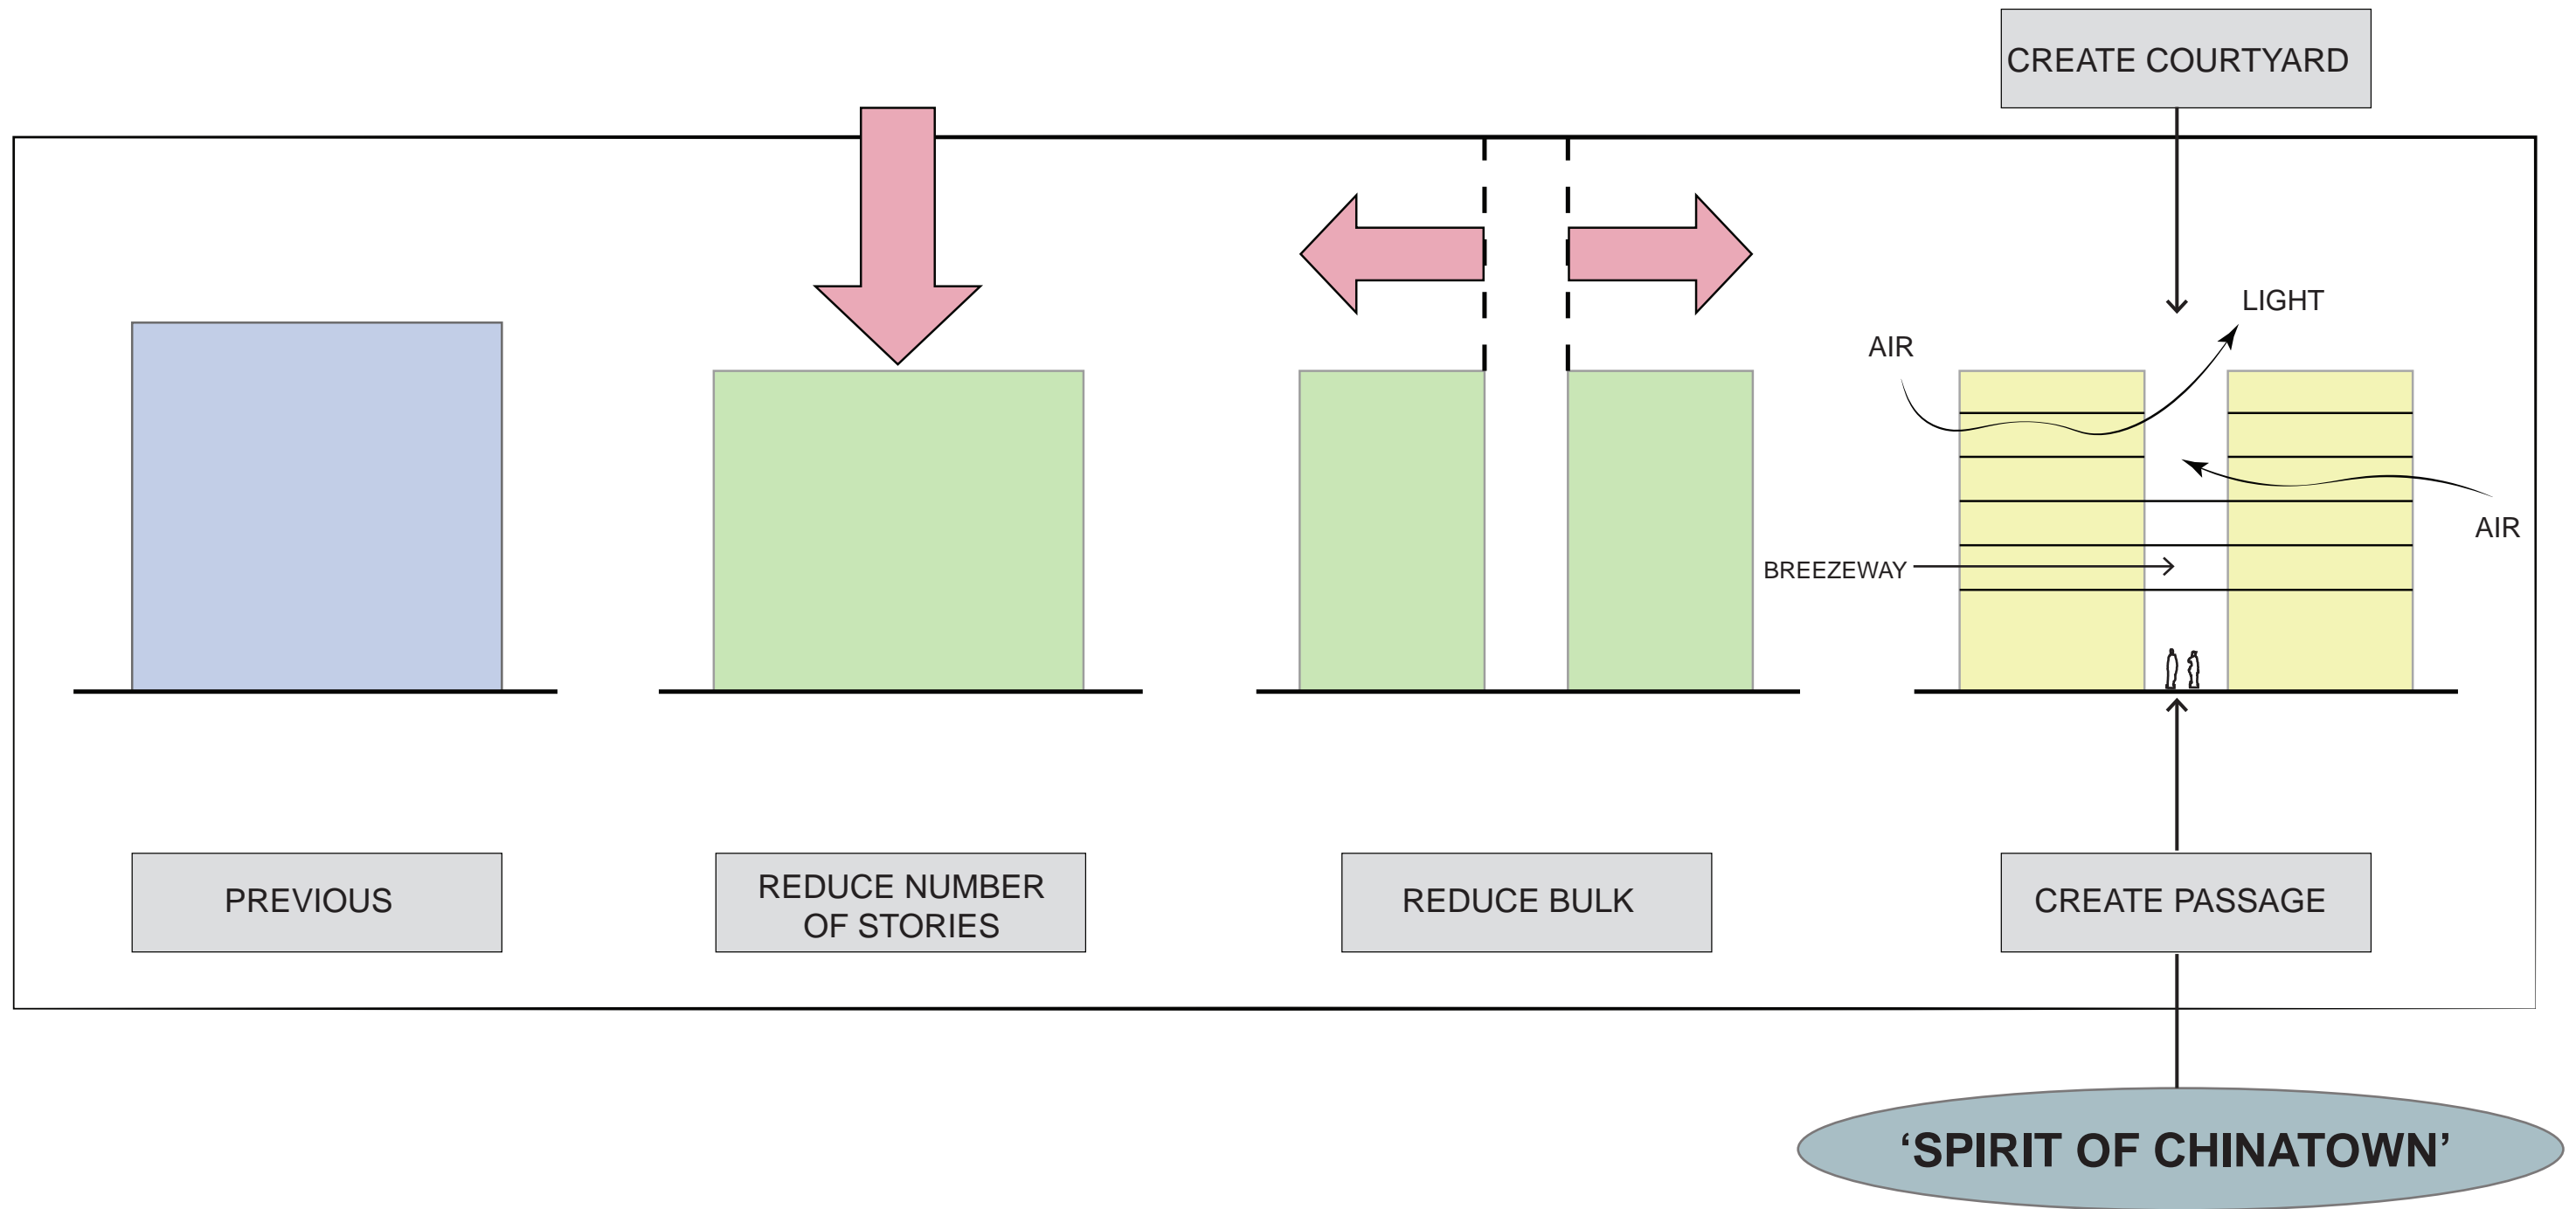 CREATE COURTYARD
LIGHT
AIR
AIR
BREEZEWAY
PREVIOUS
REDUCE NUMBER
OF STORIES
REDUCE BULK
CREATE PASSAGE
‘SPIRIT OF CHINATOWN’